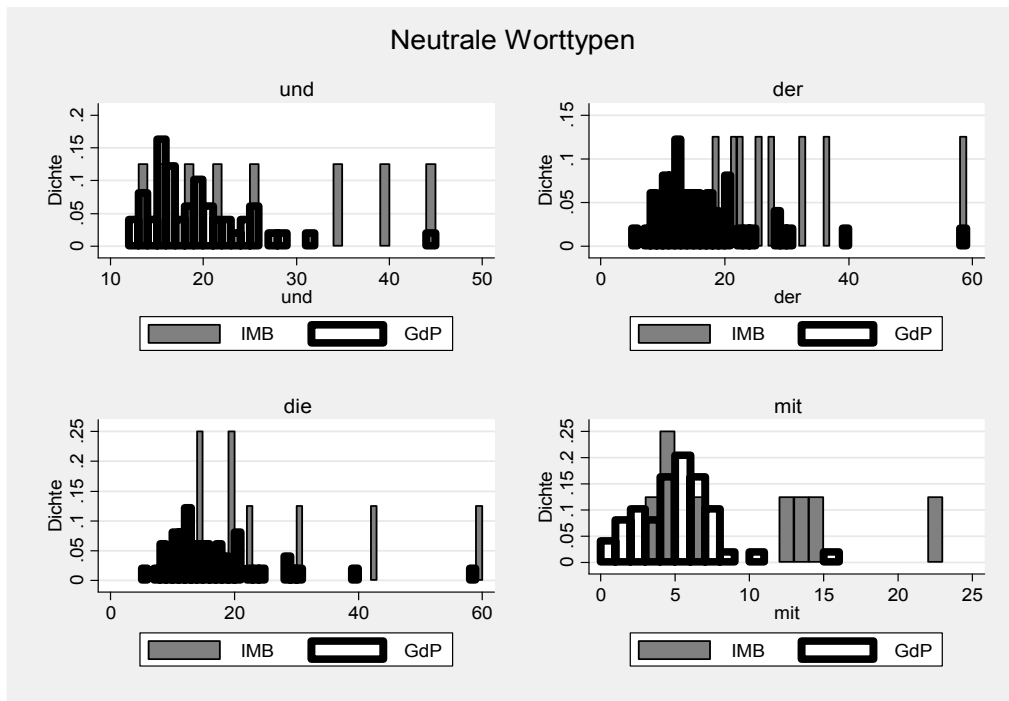 Neutrale Worttypen
und
Dichte
0 .05 .1 .15 .2
10 20 30 40 50
und
IMB GdP
der
Dichte
0 .05 .1 .15
0 20 40 60
der
IMB GdP
die
Dichte
0 .05 .1 .15 .2 .25
0 20 40 60
IMB GdP
mit
Dichte
0 .05 .1 .15 .2 .25
0 5 10 15 20 25
mit
IMB GdP